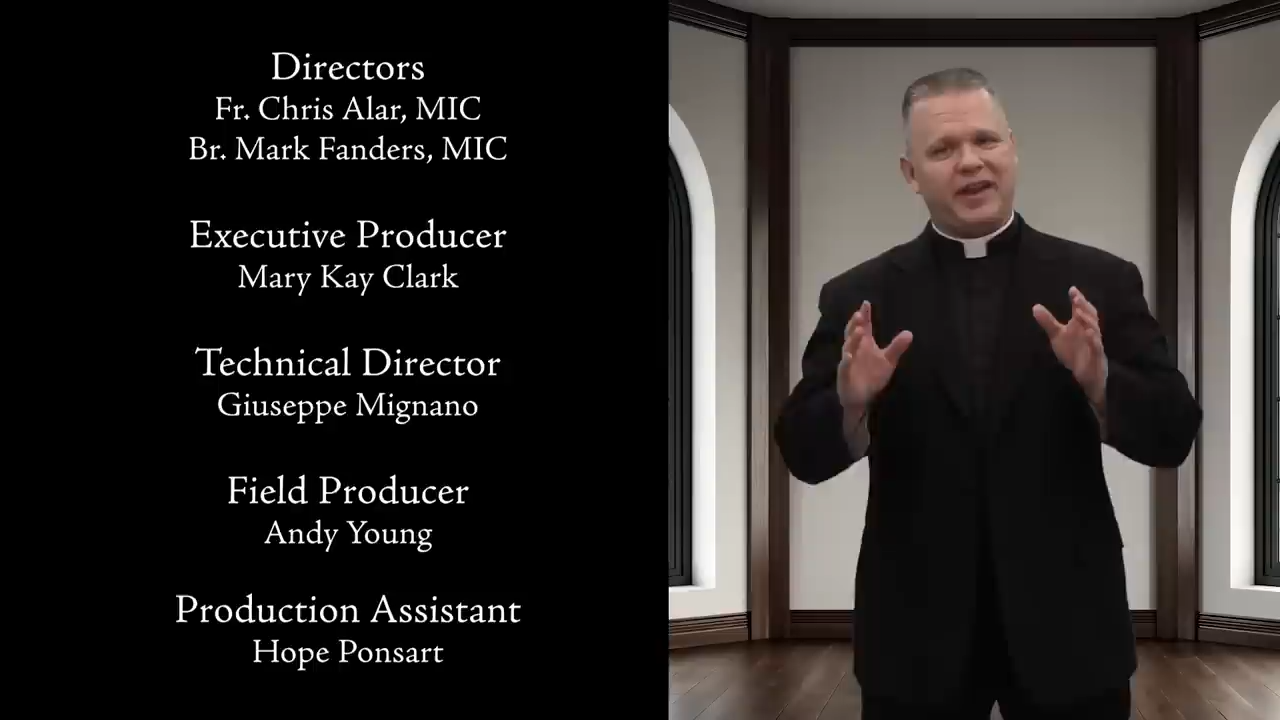 Directors
Fr. Chris Alar, MIC
Br. Mark Fanders, MIC
Executive Producer
Mary Kay Clark
Technical Director
Giuseppe Mignano
Field Producer
Andy Young
Production Assistant
Hope Ponsart